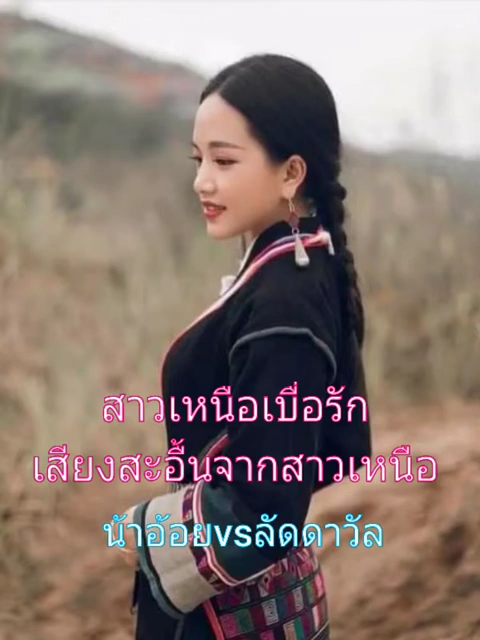 สาวเหนือเบื่อรัก
เสียงสะอื้นจากสาวเหนือ
น้าอ้อยvsลัดดาวัล